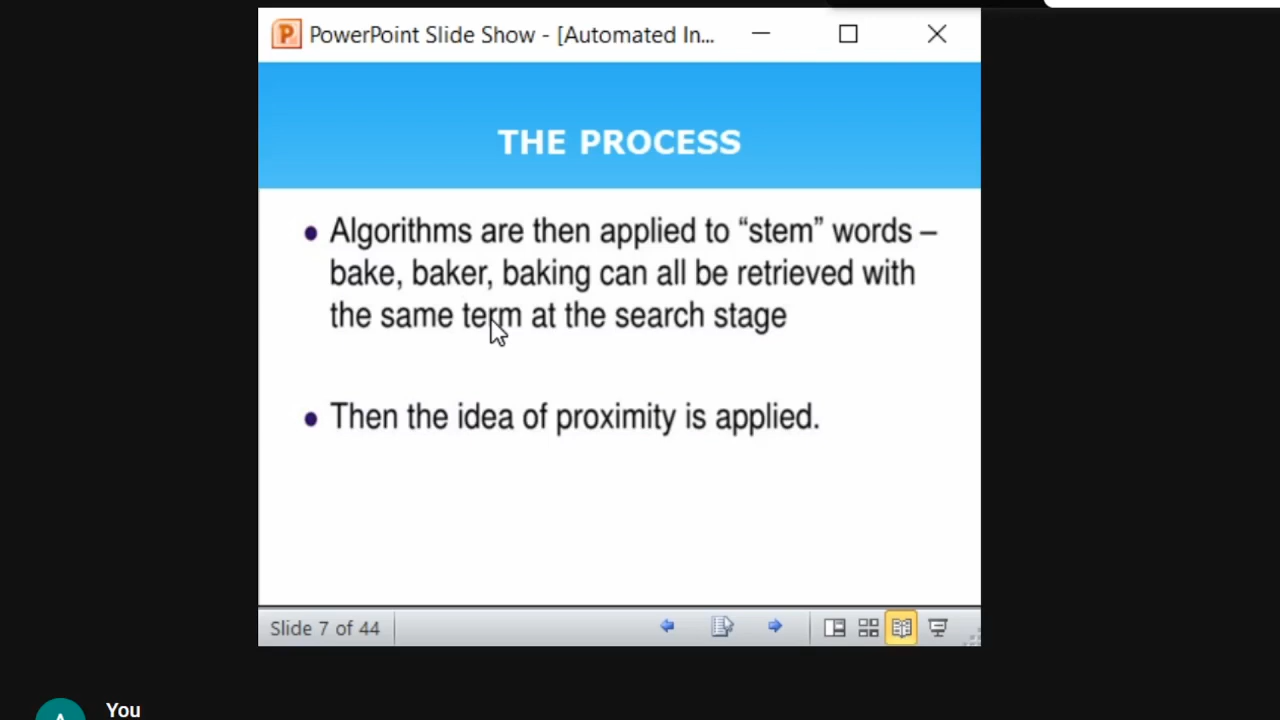 PowerPoint Slide Show - [Automated In...
THE PROCESS
• Algorithms are then applied to “stem” words –
bake, baker, baking can all be retrieved with
the same term at the search stage
• Then the idea of proximity is applied.
Slide 7 of 44
You